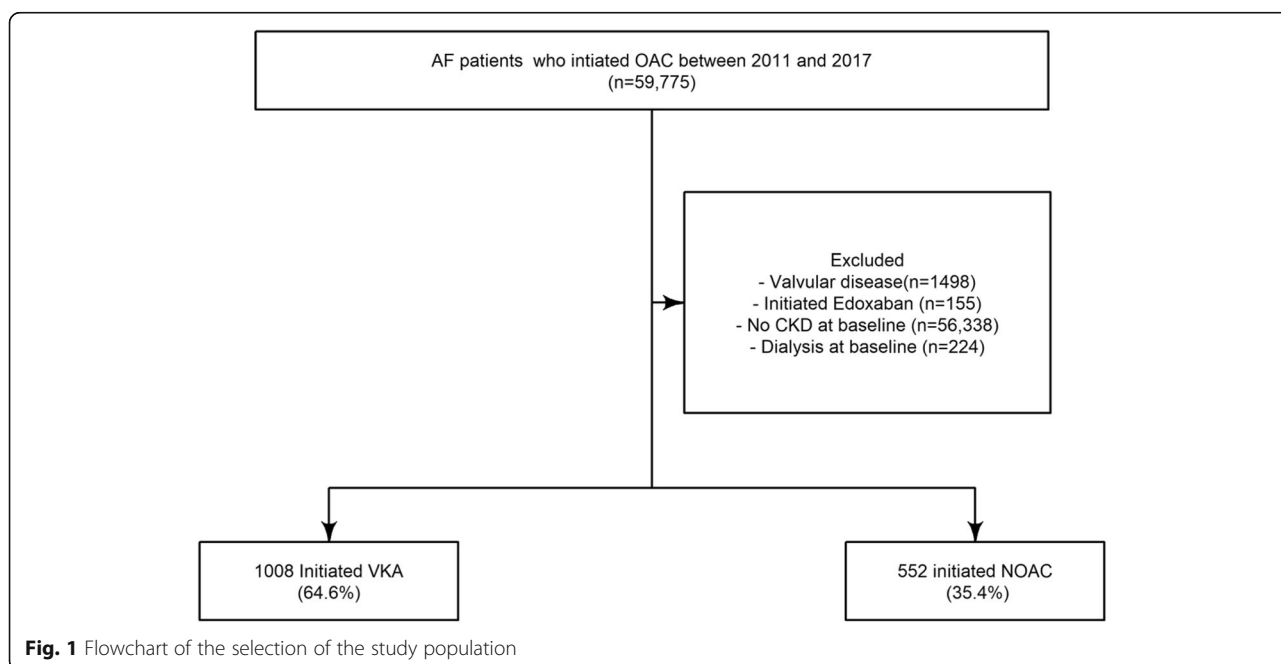 AF patients who intiated OAC between 2011 and 2017
(n=59,775)
Excluded
- Valvular disease(n=1498)
- Initiated Edoxaban (n=155)
- No CKD at baseline (n=56,338)
- Dialysis at baseline (n=224)
1008 Initiated VKA
(64.6%)
552 initiated NOAC
(35.4%)
Fig. 1 Flowchart of the selection of the study population